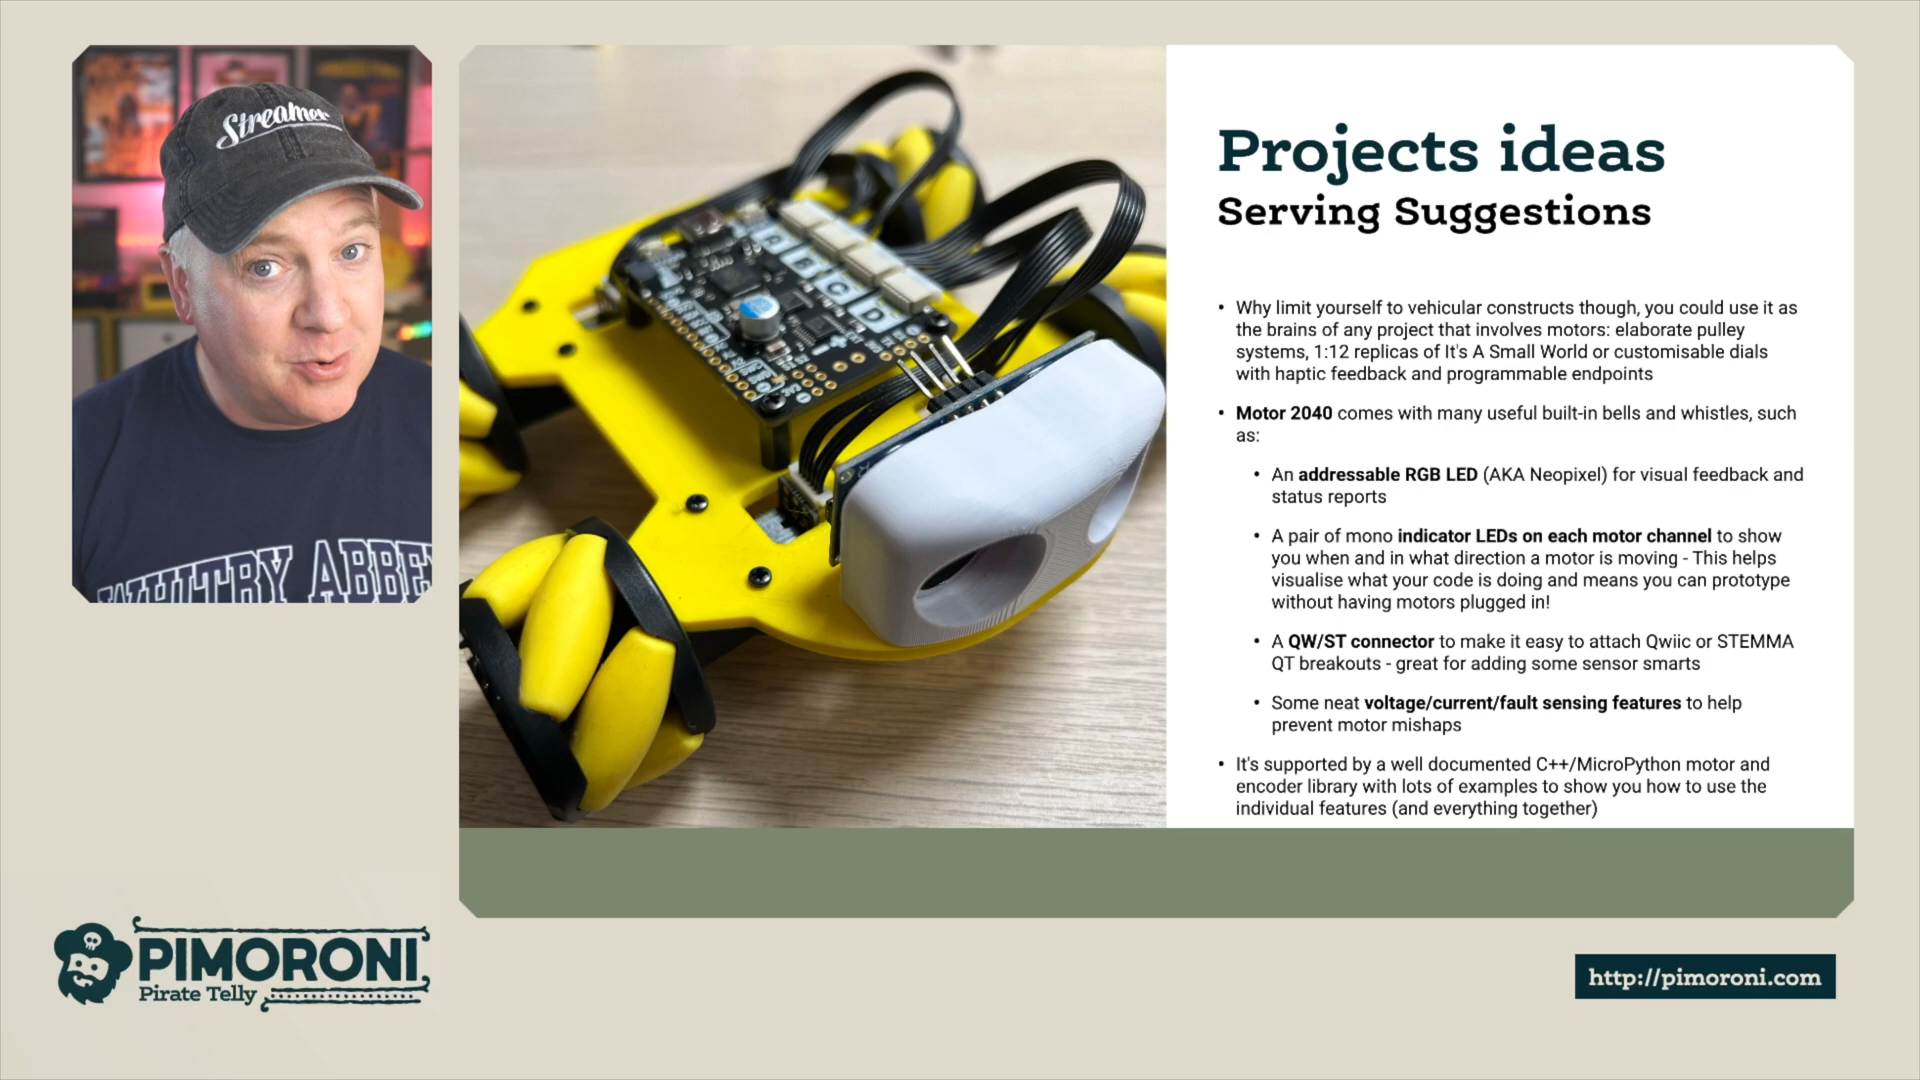 Streamer
WHITBY ABBE
A
B
C
D
Projects ideas
Serving Suggestions
• Why limit yourself to vehicular constructs though, you could use it as
the brains of any project that involves motors: elaborate pulley
systems, 1:12 replicas of It's A Small World or customisable dials
with haptic feedback and programmable endpoints
• Motor 2040 comes with many useful built-in bells and whistles, such
as:
• An addressable RGB LED (AKA Neopixel) for visual feedback and
status reports
• A pair of mono indicator LEDs on each motor channel to show
you when and in what direction a motor is moving - This helps
visualise what your code is doing and means you can prototype
without having motors plugged in!
• A QW/ST connector to make it easy to attach Qwiic or STEMMA
QT breakouts - great for adding some sensor smarts
• Some neat voltage/current/fault sensing features to help
prevent motor mishaps
• It's supported by a well documented C++/MicroPython motor and
encoder library with lots of examples to show you how to use the
individual features (and everything together)
PIMORONI
Pirate Telly
http://pimoroni.com